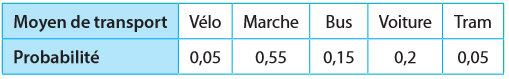 Moyen de transport Vélo Marche Bus Voiture Tram
Probabilité 0,05 0,55 0,15 0,2 0,05